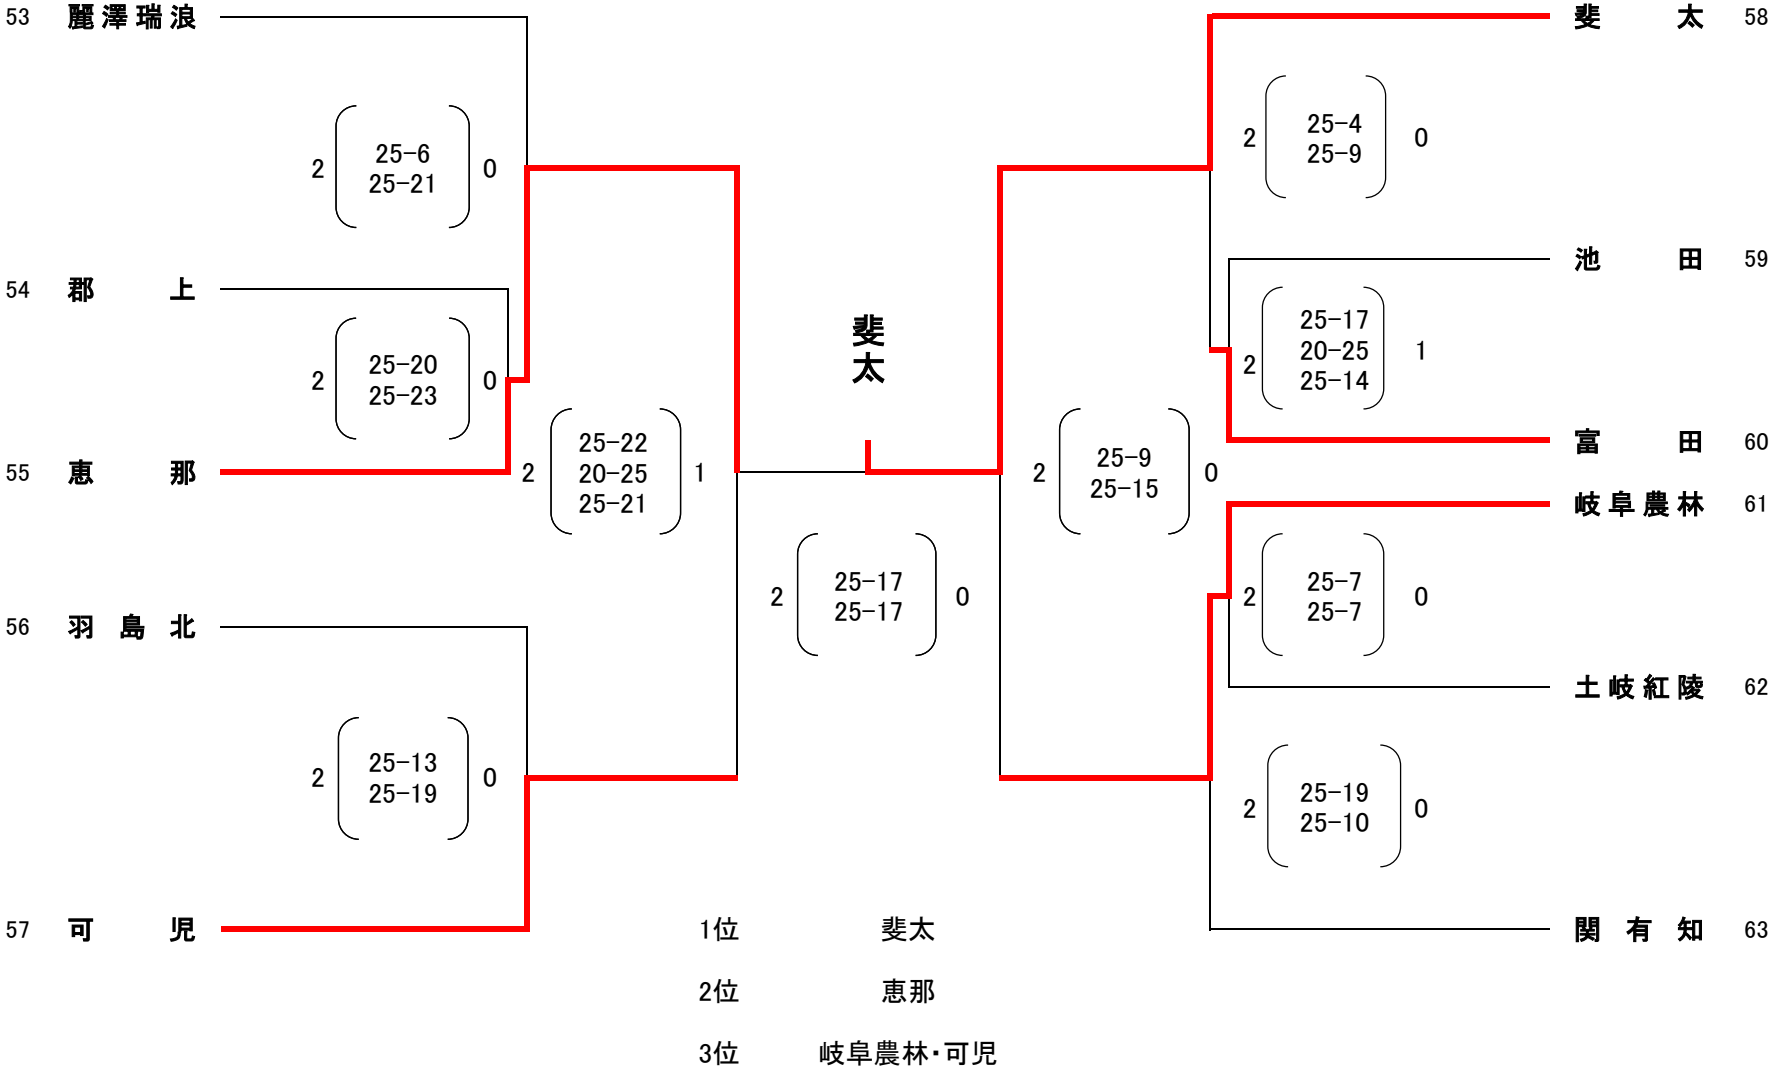 53 麗澤瑞浪
2 25-6 0
25-21
54 郡上
2 25-20 0
25-23
55 恵那
2 25-22 1
20-25
25-21
56 羽島北
2 25-13 0
25-19
57 可児
斐太
2 25-17 0
25-17
斐太 58
2 25-4 0
25-9
池田 59
2 25-17 1
20-25
25-14
富田 60
2 25-9 0
25-15
岐阜農林 61
2 25-7 0
25-7
土岐紅陵 62
2 25-19 0
25-10
関有知 63
1位 斐太
2位 恵那
3位 岐阜農林・可児